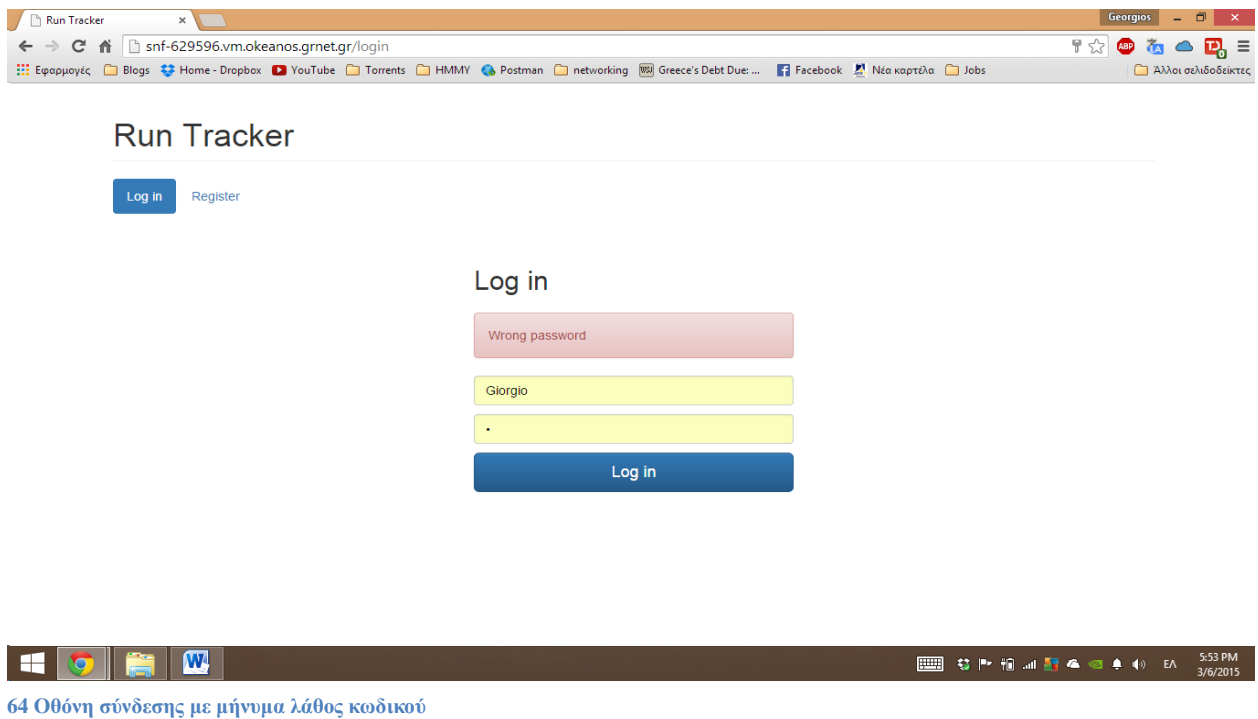 Run Tracker
Georgios
snf-629596.vm.okeanos.grnet.gr/login
ABP
Εφαρμογές Blogs Home - Dropbox YouTube Torrents HMMY Postman networking WSJ Greece's Debt Due: ... Facebook Νέα καρτέλα Jobs Άλλοι σελιδοδείκτες
Run Tracker
Log in Register
Log in
Wrong password
Giorgio
Log in
ΕΛ 5:53 PM
3/6/2015
64 Οθόνη σύνδεσης με μήνυμα λάθος κωδικού